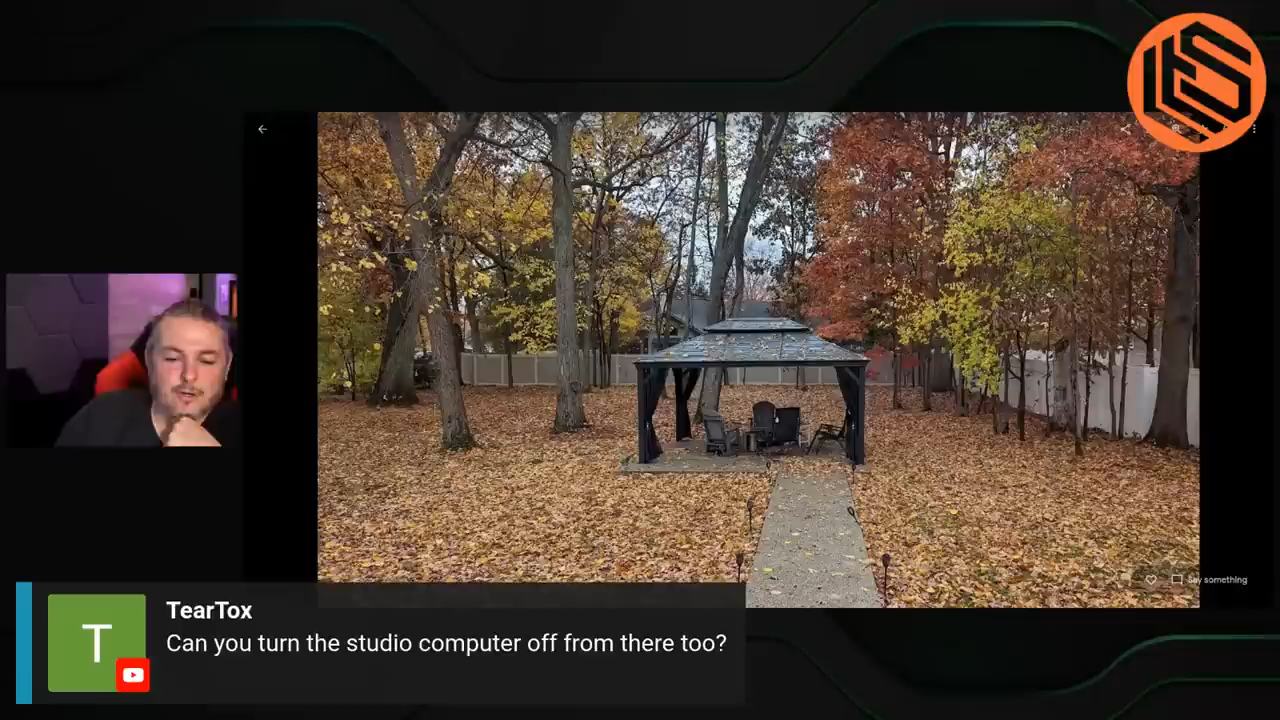 Say something
TearTox
T
Can you turn the studio computer off from there too?